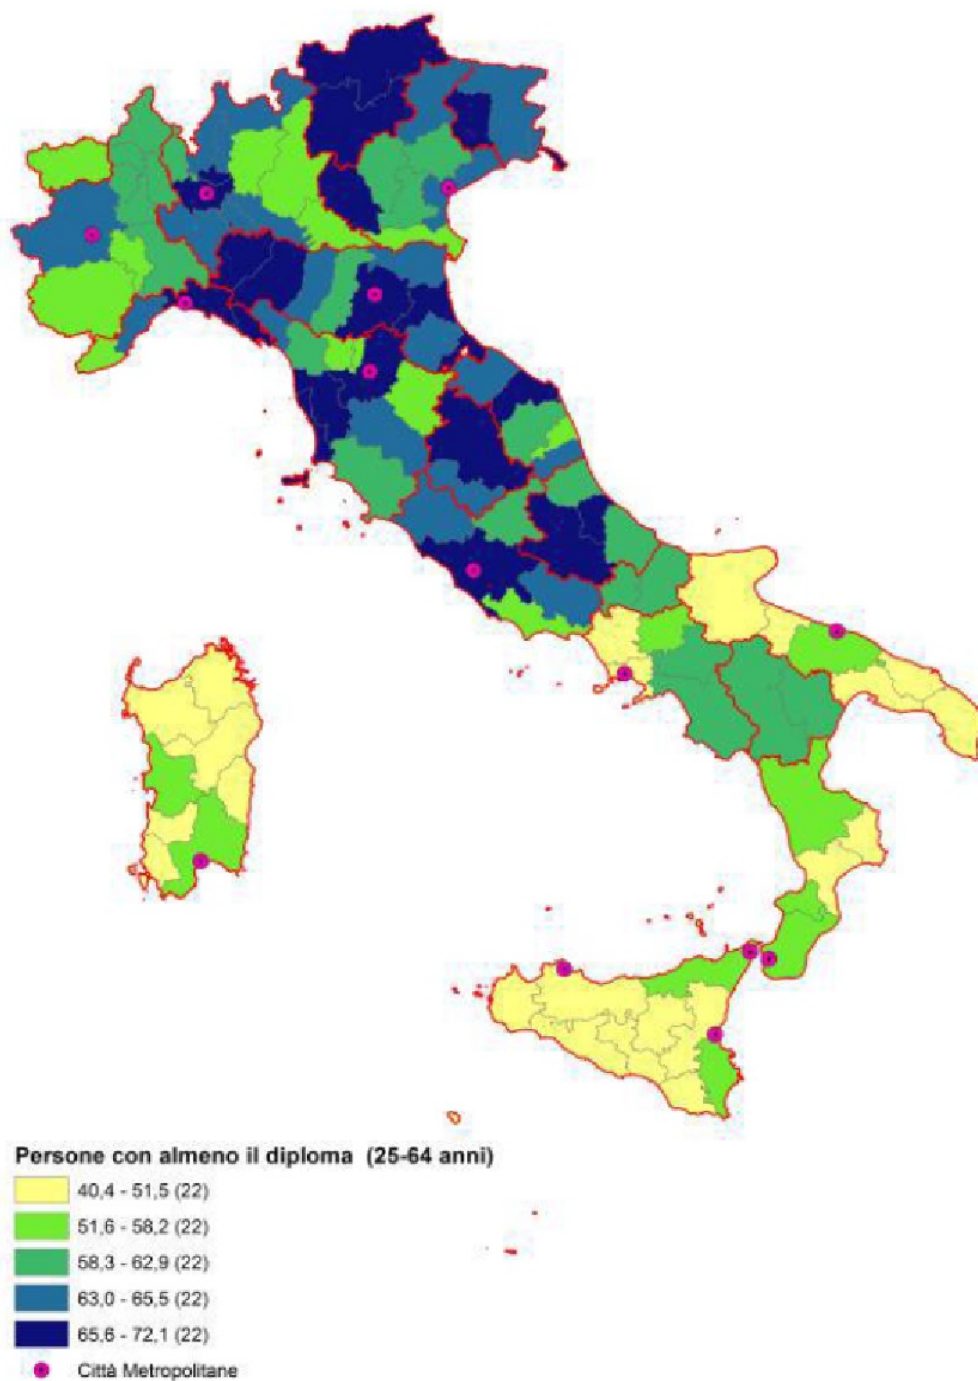 Persone con almeno il diploma (25-64 anni)
40,4 - 51,5 (22)
51,6 - 58,2 (22)
58,3 - 62,9 (22)
63,0 - 65,5 (22)
65,6 - 72,1 (22)
Città Metropolitane